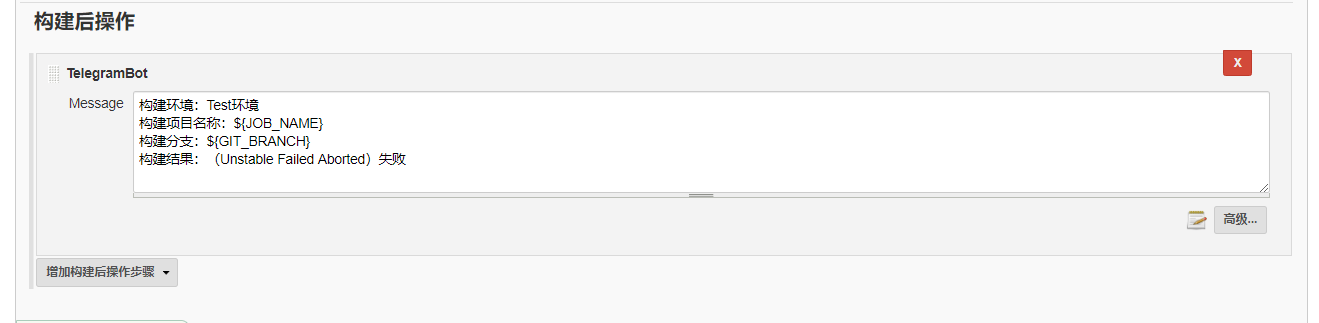 构建后操作
TelegramBot
X
Message
构建环境：Test环境
构建项目名称：${JOB_NAME}
构建分支：${GIT_BRANCH}
构建结果：（Unstable Failed Aborted）失败
高级...
增加构建后操作步骤